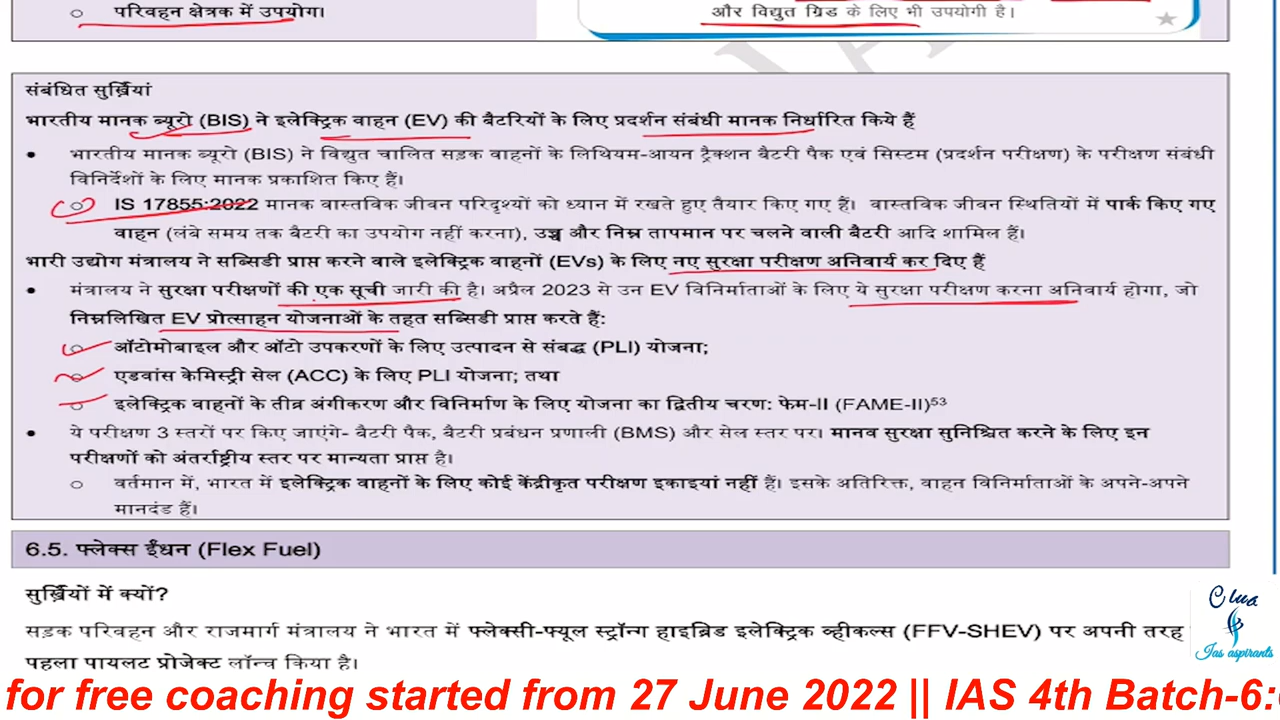 परिवहन क्षेत्रक में उपयोग।
और विद्युत ग्रिड के लिए भी उपयोगी है।
संबंधित सुर्ख़ियां
भारतीय मानक ब्यूरो (BIS) ने इलेक्ट्रिक वाहन (EV) की बैटरियों के लिए प्रदर्शन संबंधी मानक निर्धारित किये हैं
• भारतीय मानक ब्यूरो (BIS) ने विद्युत चालित सड़क वाहनों के लिथियम-आयन ट्रैक्शन बैटरी पैक एवं सिस्टम (प्रदर्शन परीक्षण) के परीक्षण संबंधी
विनिर्देशों के लिए मानक प्रकाशित किए हैं।
○ IS 17855:2022 मानक वास्तविक जीवन परिदृश्यों को ध्यान में रखते हुए तैयार किए गए हैं। वास्तविक जीवन स्थितियों में पार्क किए गए
वाहन (लंबे समय तक बैटरी का उपयोग नहीं करना), उच्च और निम्न तापमान पर चलने वाली बैटरी आदि शामिल हैं।
भारी उद्योग मंत्रालय ने सब्सिडी प्राप्त करने वाले इलेक्ट्रिक वाहनों (EVs) के लिए नए सुरक्षा परीक्षण अनिवार्य कर दिए हैं
• मंत्रालय ने सुरक्षा परीक्षणों की एक सूची जारी की है। अप्रैल 2023 से उन EV विनिर्माताओं के लिए ये सुरक्षा परीक्षण करना अनिवार्य होगा, जो
निम्नलिखित EV प्रोत्साहन योजनाओं के तहत सब्सिडी प्राप्त करते हैं:
○ ऑटोमोबाइल और ऑटो उपकरणों के लिए उत्पादन से संबद्ध (PLI) योजना;
○ एडवांस केमिस्ट्री सेल (ACC) के लिए PLI योजना; तथा
○ इलेक्ट्रिक वाहनों के तीव्र अंगीकरण और विनिर्माण के लिए योजना का द्वितीय चरण: फेम-II (FAME-II)⁵³
• ये परीक्षण 3 स्तरों पर किए जाएंगे- बैटरी पैक, बैटरी प्रबंधन प्रणाली (BMS) और सेल स्तर पर। मानव सुरक्षा सुनिश्चित करने के लिए इन
परीक्षणों को अंतर्राष्ट्रीय स्तर पर मान्यता प्राप्त है।
○ वर्तमान में, भारत में इलेक्ट्रिक वाहनों के लिए कोई केंद्रीकृत परीक्षण इकाइयां नहीं हैं। इसके अतिरिक्त, वाहन विनिर्माताओं के अपने-अपने
मानदंड हैं।
6.5. फ्लेक्स ईंधन (Flex Fuel)
सुर्ख़ियों में क्यों?
सड़क परिवहन और राजमार्ग मंत्रालय ने भारत में फ्लेक्सी-फ्यूल स्ट्रॉन्ग हाइब्रिड इलेक्ट्रिक व्हीकल्स (FFV-SHEV) पर अपनी तरह
पहला पायलट प्रोजेक्ट लॉन्च किया है।
Ias aspirants
for free coaching started from 27 June 2022 || IAS 4th Batch-6: